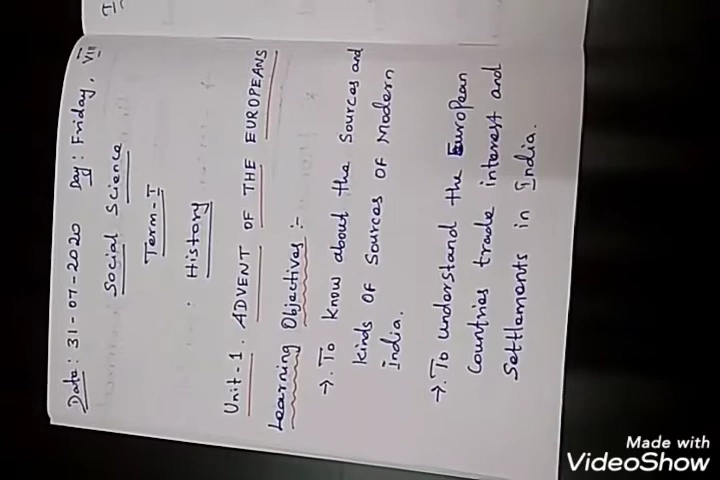 Date: 31-07-2020 Day: Friday, VIII
Social Science
Term-I
History
Unit-1. ADVENT OF THE EUROPEANS
Learning Objectives :-
→. To know about the Sources and
kinds OF Sources OF Modern
India.
→. To understand the European
Countries trade interest and
Settlements in India.
Made with
VideoShow